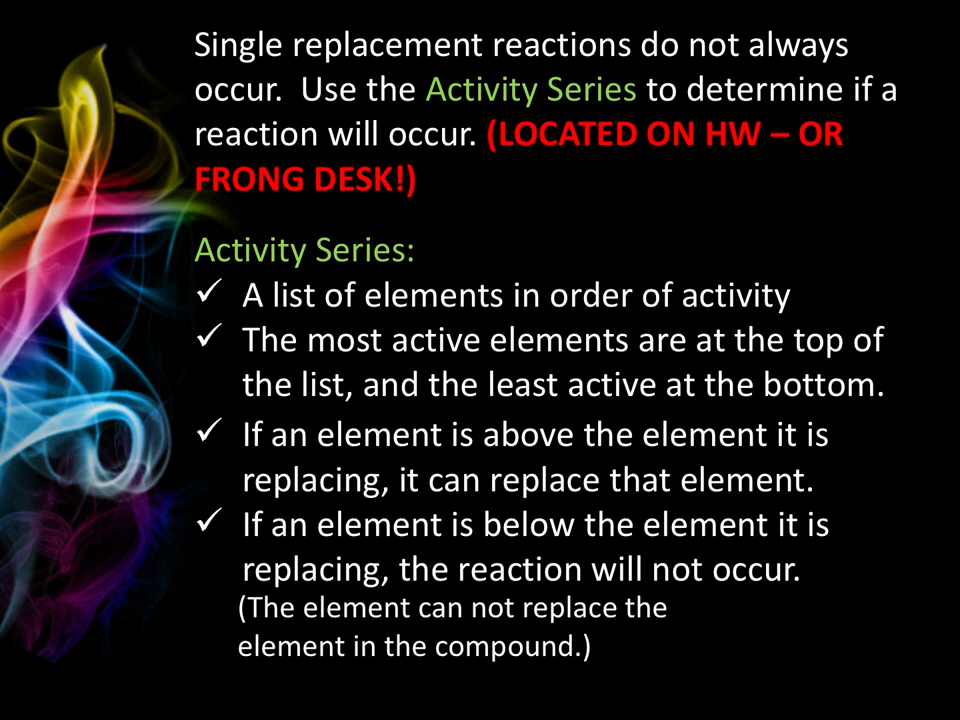 Single replacement reactions do not always
occur. Use the Activity Series to determine if a
reaction will occur. (LOCATED ON HW – OR
FRONG DESK!)
Activity Series:
✓ A list of elements in order of activity
✓ The most active elements are at the top of
the list, and the least active at the bottom.
✓ If an element is above the element it is
replacing, it can replace that element.
✓ If an element is below the element it is
replacing, the reaction will not occur.
(The element can not replace the
element in the compound.)